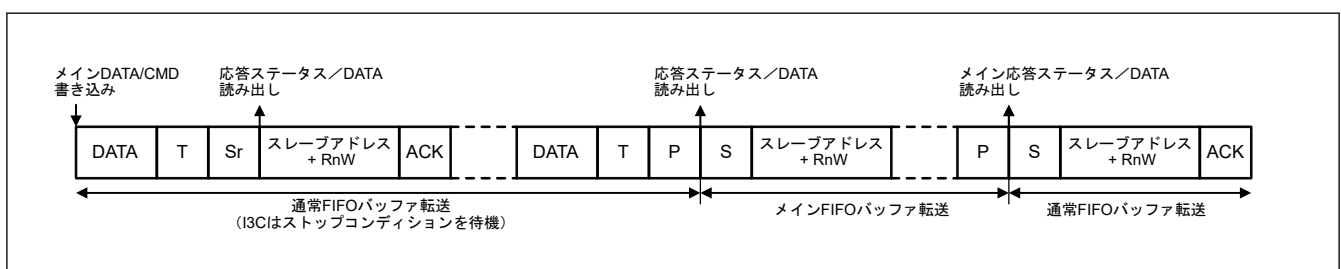 メインDATA/CMD
書き込み
応答ステータス／DATA
読み出し
応答ステータス／DATA
読み出し
メイン応答ステータス／DATA
読み出し
DATA
T
Sr
スレーブアドレス
+ RnW
ACK
DATA
T
P
S
スレーブアドレス
+ RnW
P
S
スレーブアドレス
+ RnW
ACK
通常FIFOバッファ転送
（I3Cはストップコンディションを待機）
メインFIFOバッファ転送
通常FIFOバッファ転送